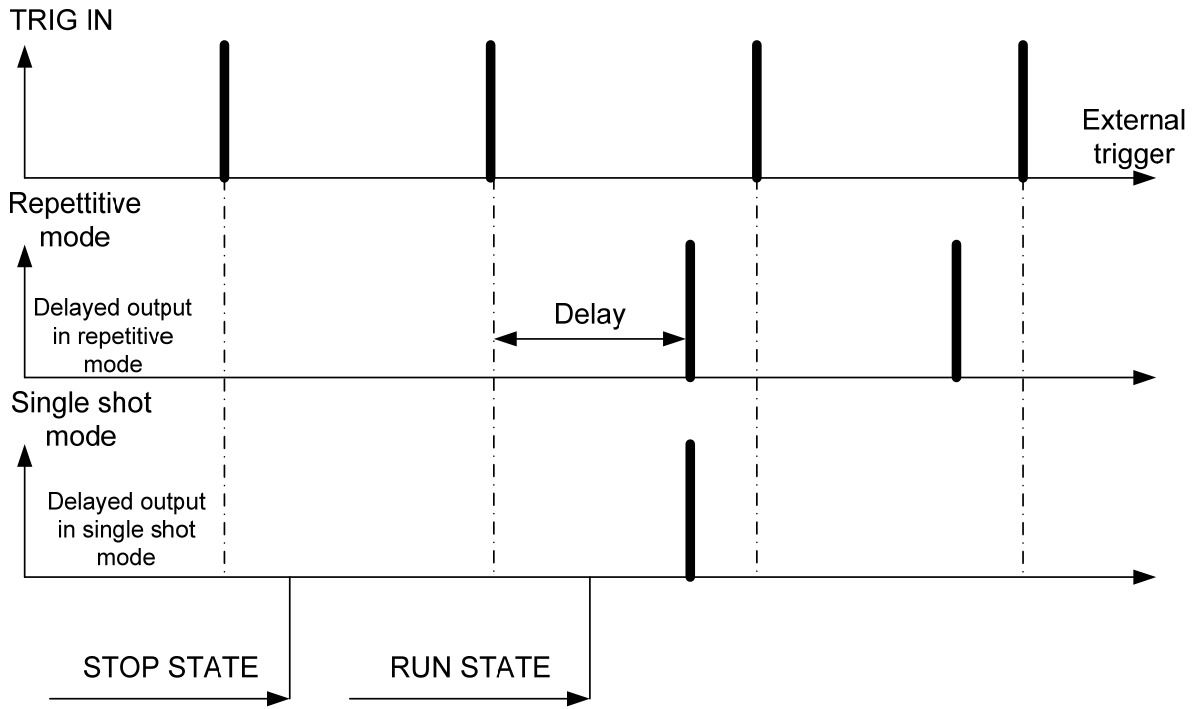 TRIG IN
External
trigger
Repettitive
mode
Delayed output
in repetitive
mode
Delay
Single shot
mode
Delayed output
in single shot
mode
STOP STATE
RUN STATE